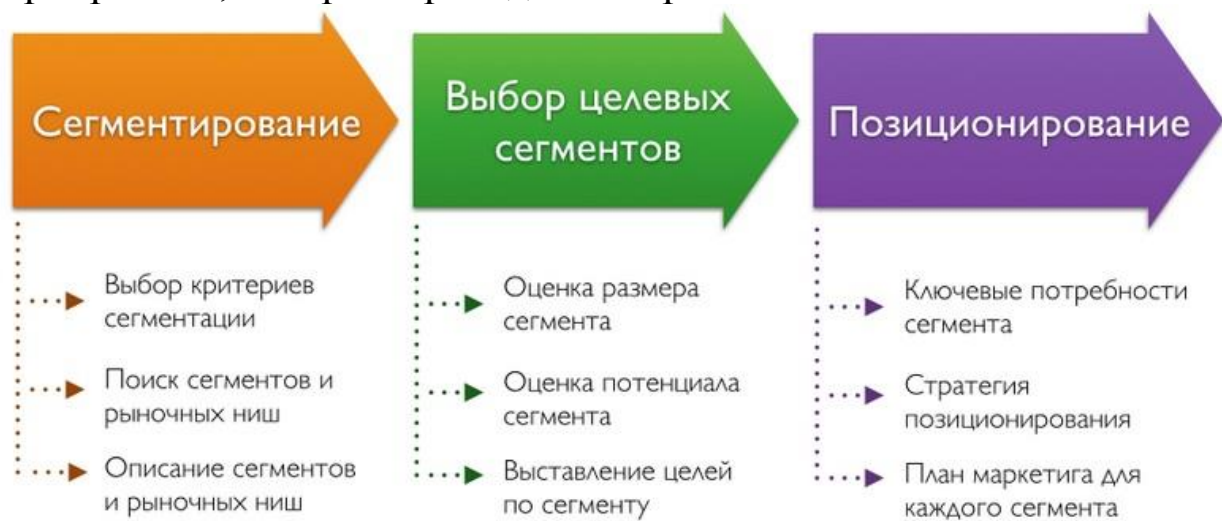 Сегментирование
Выбор целевых
сегментов
Позиционирование
Выбор критериев
сегментации
Поиск сегментов и
рыночных ниш
Описание сегментов
и рыночных ниш
Оценка размера
сегмента
Оценка потенциала
сегмента
Выставление целей
по сегменту
Ключевые потребности
сегмента
Стратегия
позиционирования
План маркетига для
каждого сегмента